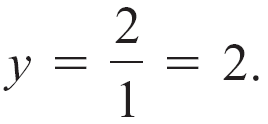 y = 2/1 = 2.